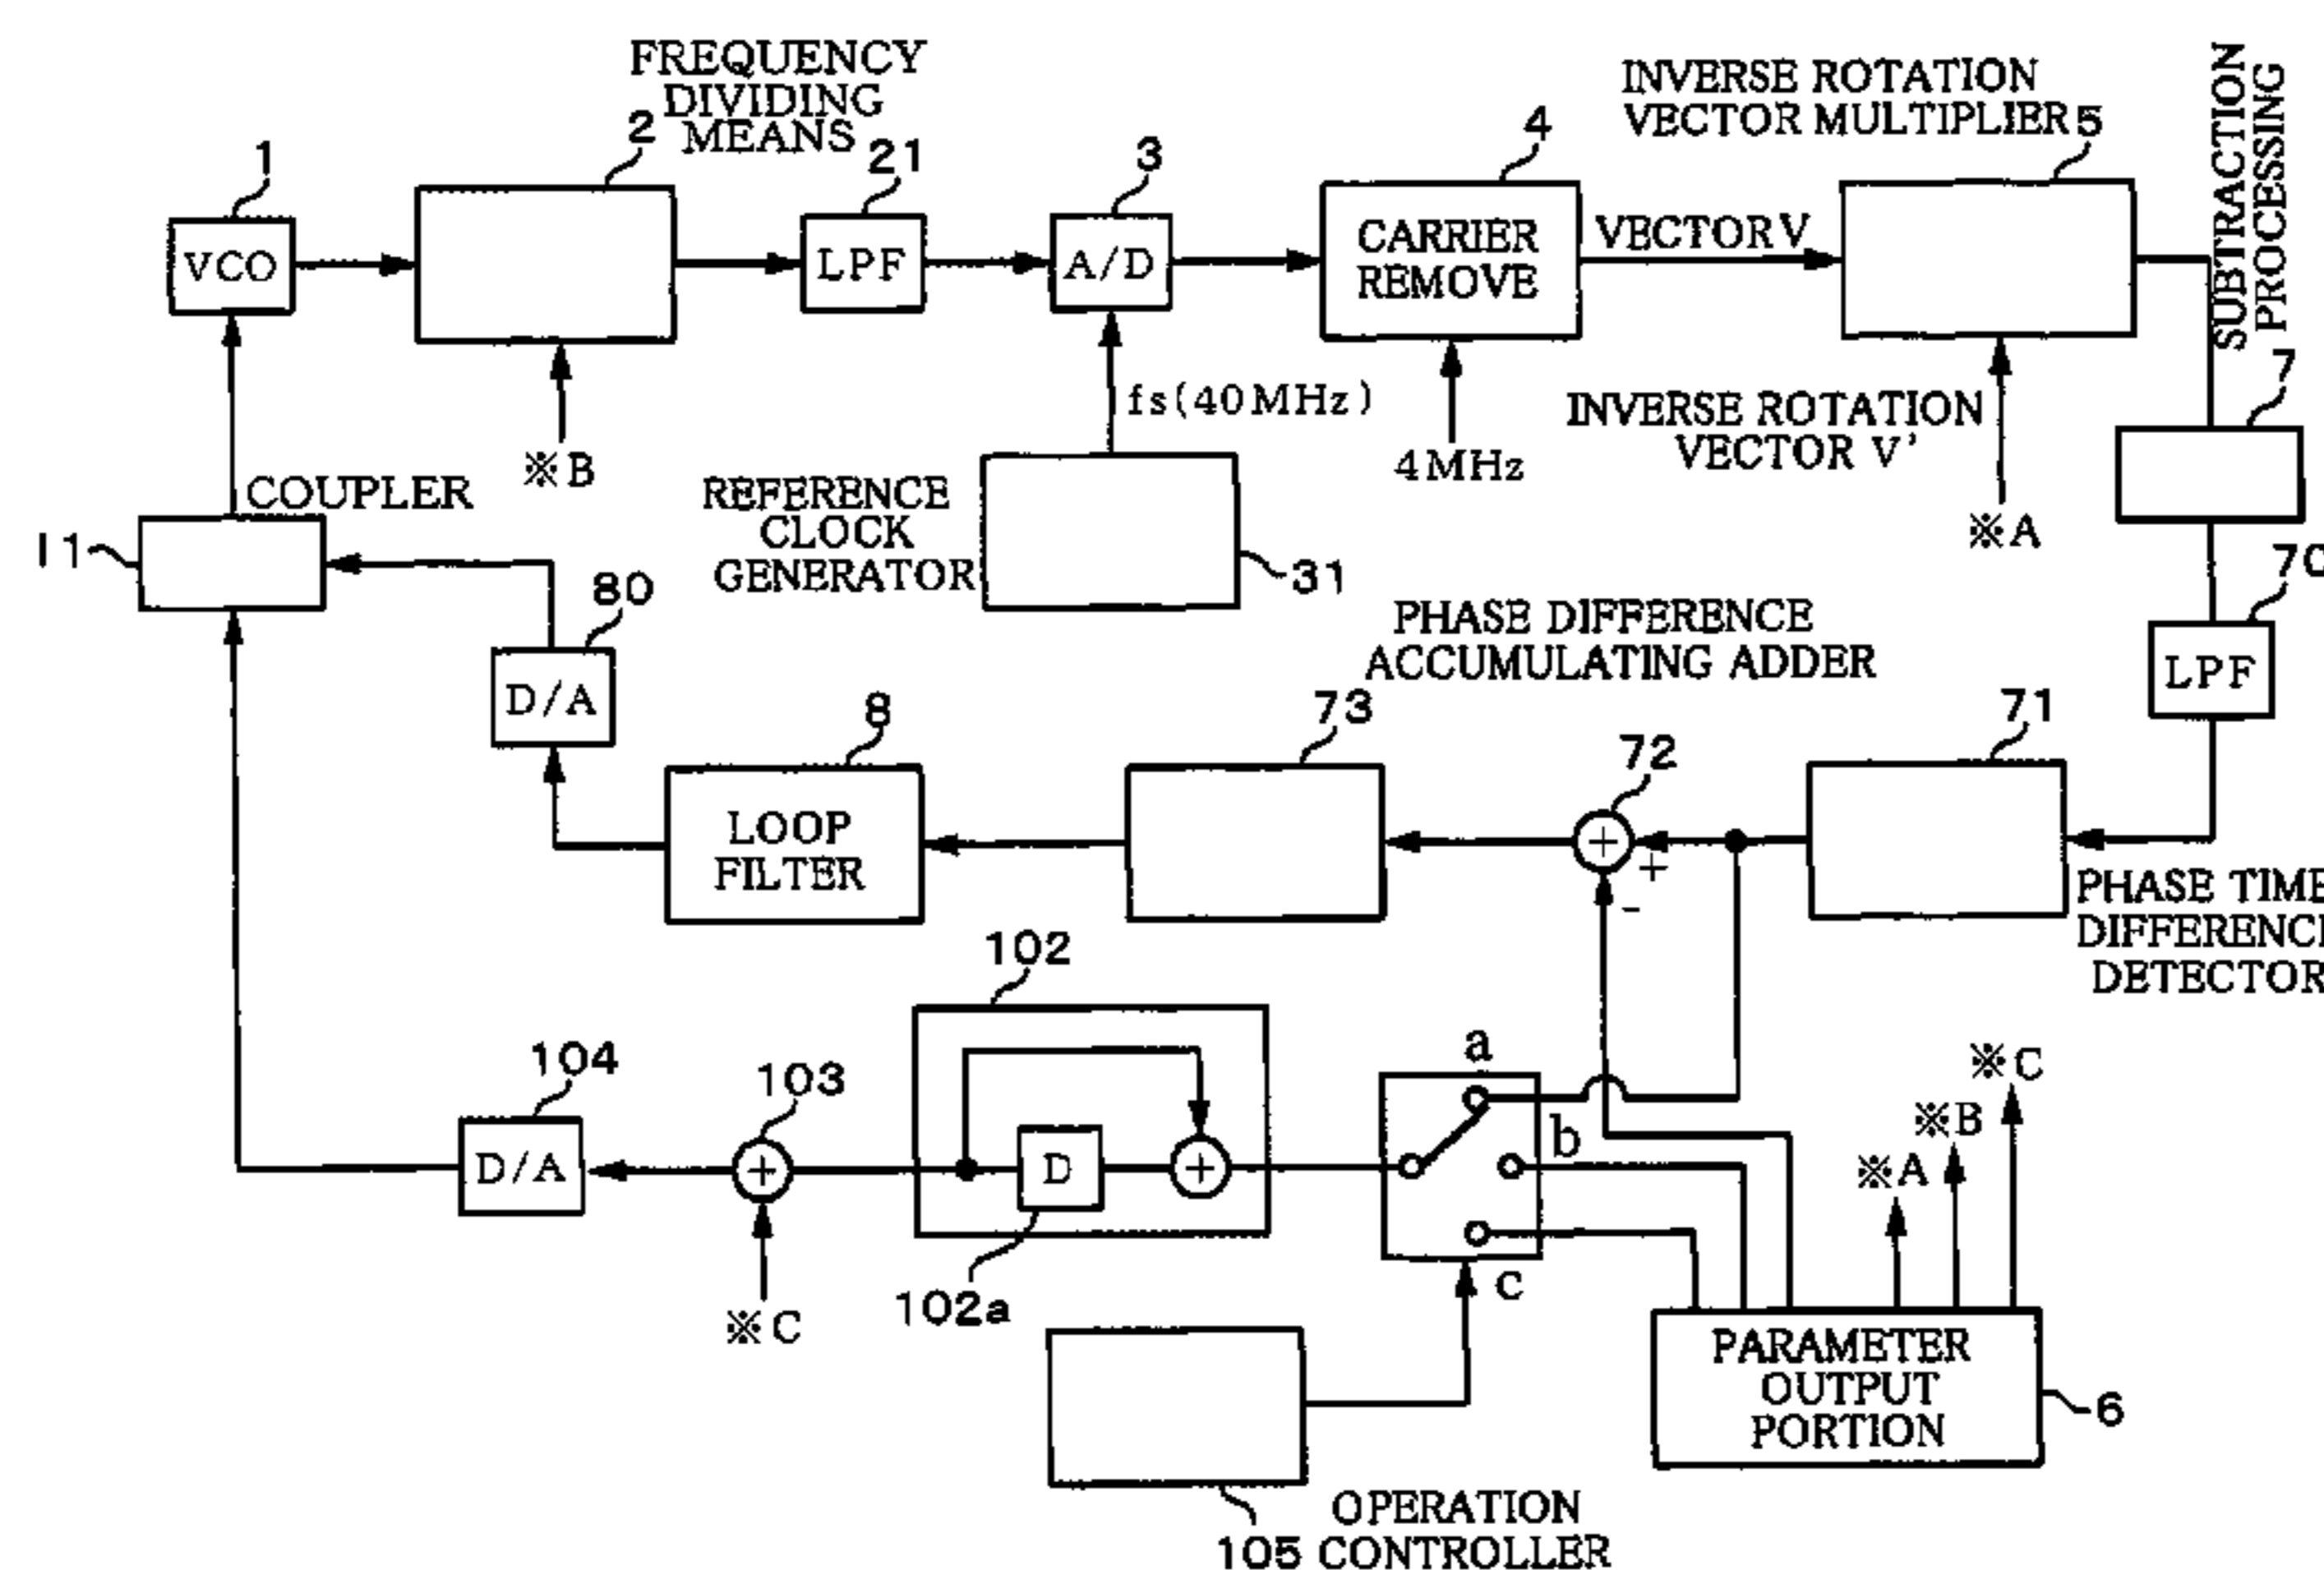 FREQUENCY
DIVIDING
MEANS
INVERSE ROTATION
VECTOR MULTIPLIER 5
SUBTRACTION
PROCESSING
1
2
21
3
4
VCO
LPF
A/D
CARRIER
REMOVE
VECTOR V
fs(40MHz)
4MHz
INVERSE ROTATION
VECTOR V'
7
※B
※A
COUPLER
11
REFERENCE
CLOCK
GENERATOR
31
70
LPF
80
D/A
PHASE DIFFERENCE
ACCUMULATING ADDER
8
73
72
71
LOOP
FILTER
+
+
-
PHASE TIME
DIFFERENCE
DETECTOR
102
104
103
D/A
+
D
+
a
b
c
※A
※B
※C
※C
102a
PARAMETER
OUTPUT
PORTION
6
OPERATION
105 CONTROLLER